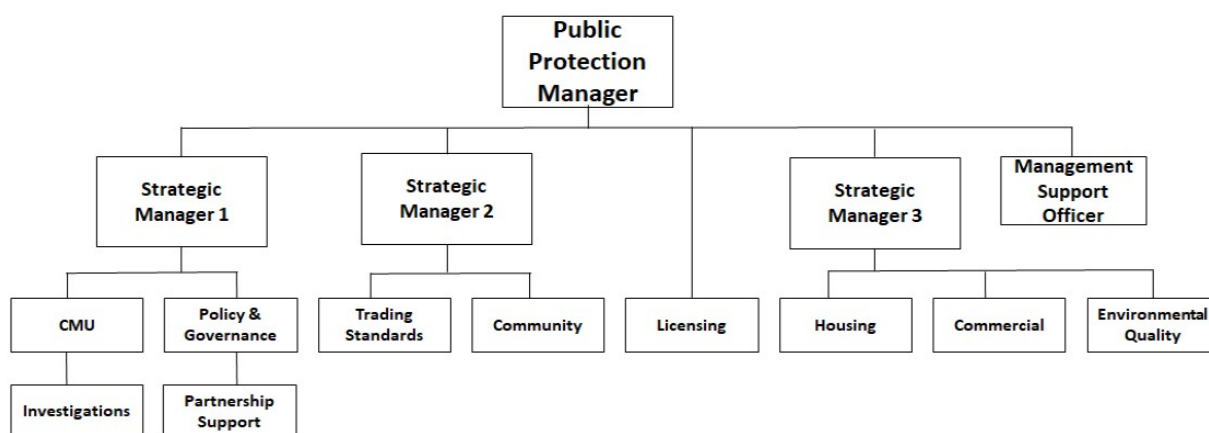 Public
Protection
Manager
Strategic
Manager 1
Strategic
Manager 2
Strategic
Manager 3
Management
Support
Officer
CMU
Policy &
Governance
Trading
Standards
Community
Licensing
Housing
Commercial
Environmental
Quality
Investigations
Partnership
Support